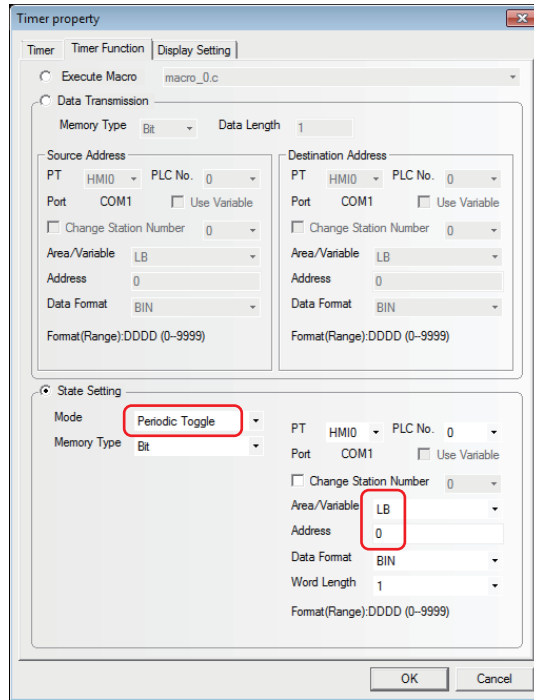 Timer property
Timer Timer Function Display Setting
Execute Macro macro_0.c
Data Transmission
Memory Type Bit Data Length 1
Source Address
PT HMI0 PLC No. 0
Port COM1 Use Variable
Change Station Number 0
Area/Variable LB
Address 0
Data Format BIN
Format(Range):DDDD (0--9999)
Destination Address
PT HMI0 PLC No. 0
Port COM1 Use Variable
Change Station Number 0
Area/Variable LB
Address 0
Data Format BIN
Format(Range):DDDD (0--9999)
State Setting
Mode Periodic Toggle
Memory Type Bit
PT HMI0 PLC No. 0
Port COM1 Use Variable
Change Station Number 0
Area/Variable LB
Address 0
Data Format BIN
Word Length 1
Format(Range):DDDD (0--9999)
OK Cancel